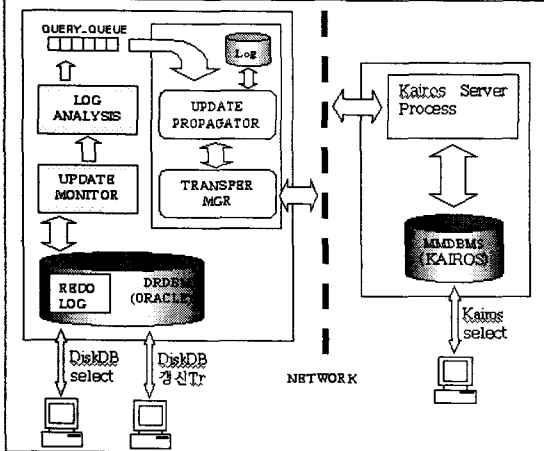 QUERY_QUEUE
Log
LOG
ANALYSIS
UPDATE
PROPAGATOR
UPDATE
MONITOR
TRANSPER
MGR
REDO
LOG
DRDBM
(ORACLE)
DiskDB
select
DiskDB
갱신Tr
NETWORK
Kairos Server
Process
MMDBMS
(KAIROS)
Kairos
select